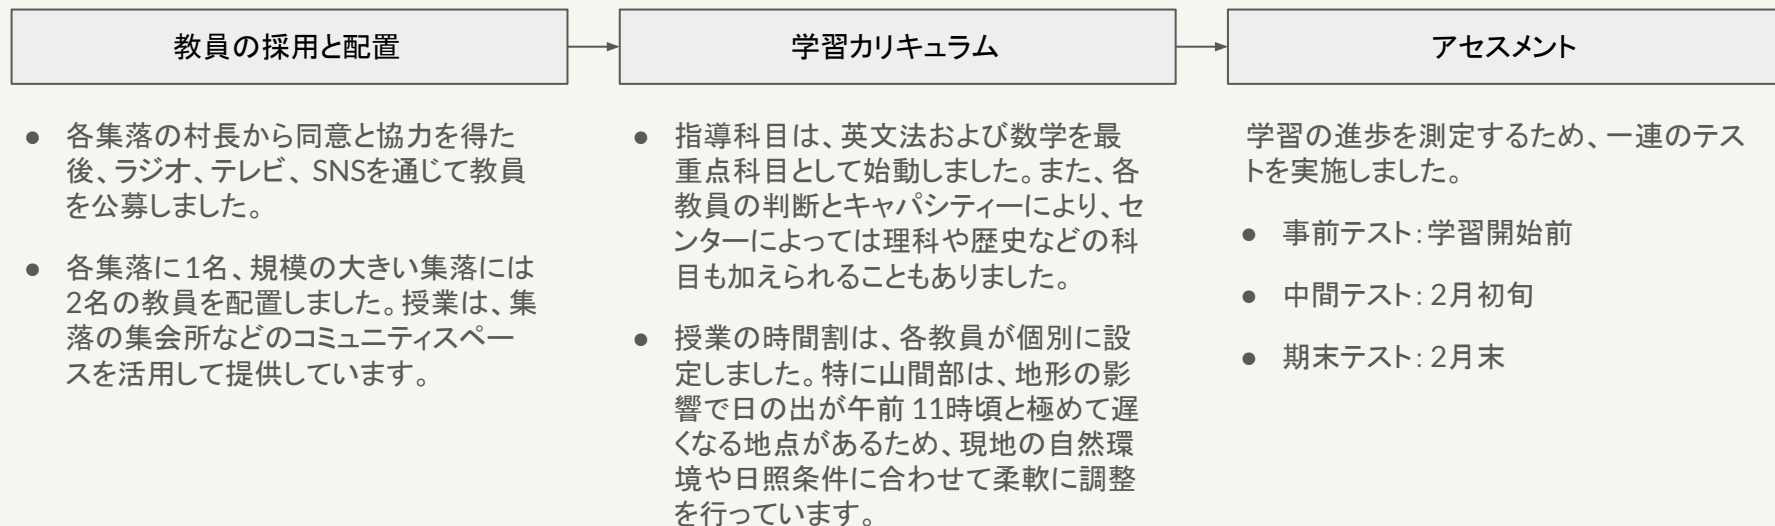 教員の採用と配置
● 各集落の村長から同意と協力を得た
後、ラジオ、テレビ、SNSを通じて教員
を公募しました。
● 各集落に1名、規模の大きい集落には
2名の教員を配置しました。授業は、集
落の集会所などのコミュニティスペー
スを活用して提供しています。
学習カリキュラム
● 指導科目は、英文法および数学を最
重点科目として始動しました。また、各
教員の判断とキャパシティーにより、セ
ンターによっては理科や歴史などの科
目も加えられることもありました。
● 授業の時間割は、各教員が個別に設
定しました。特に山間部は、地形の影
響で日の出が午前 11時頃と極めて遅
くなる地点があるため、現地の自然環
境や日照条件に合わせて柔軟に調整
を行っています。
アセスメント
学習の進歩を測定するため、一連のテス
トを実施しました。
● 事前テスト：学習開始前
● 中間テスト：2月初旬
● 期末テスト：2月末